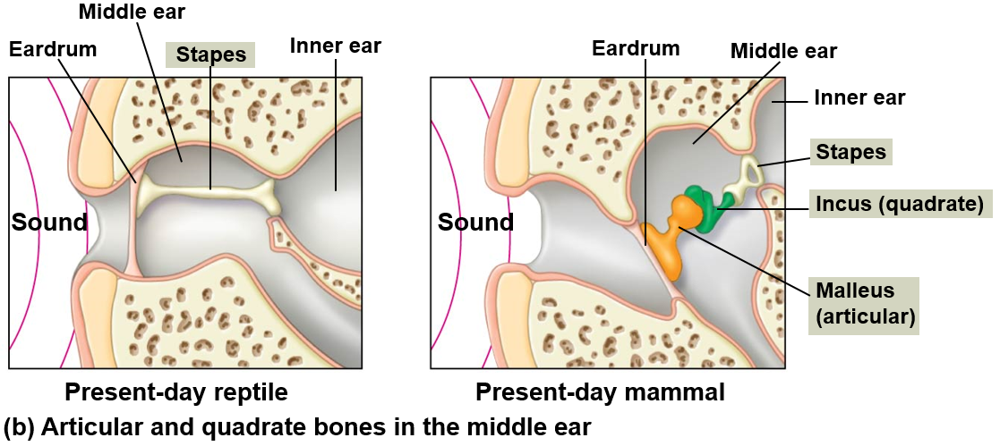 Middle ear
Eardrum
Stapes
Inner ear
Sound
Present-day reptile
Eardrum
Middle ear
Inner ear
Stapes
Incus (quadrate)
Sound
Malleus
(articular)
Present-day mammal
(b) Articular and quadrate bones in the middle ear